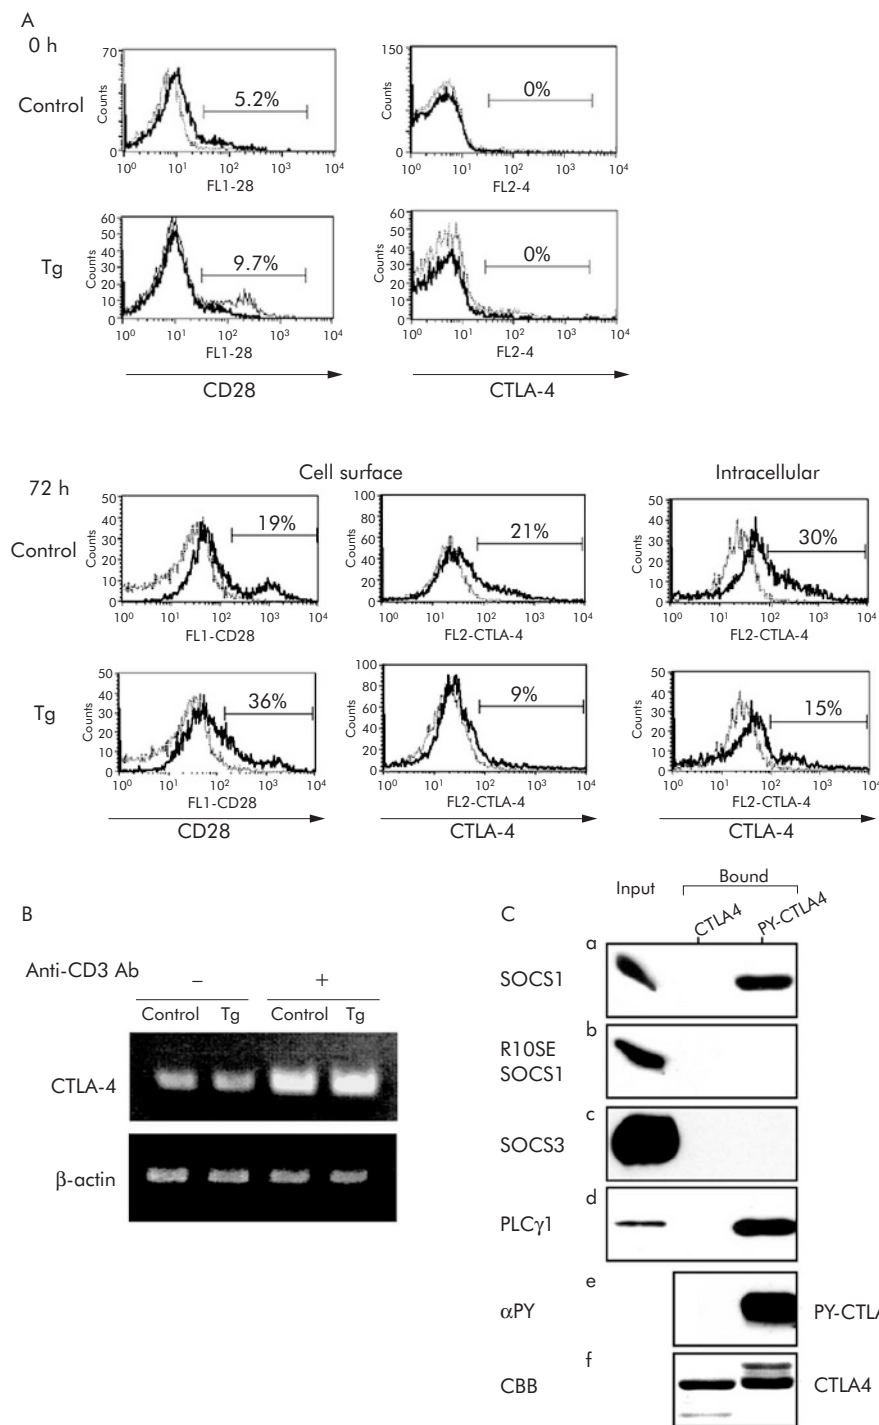 A
0 h
Control
70
Counts
0
5.2%
10⁰ 10¹ 10² 10³ 10⁴
FL1-28
150
Counts
0
0%
10⁰ 10¹ 10² 10³ 10⁴
FL2-4
Tg
60
50
40
30
20
10
0
Counts
9.7%
10⁰ 10¹ 10² 10³ 10⁴
FL1-28
CD28
60
50
40
30
20
10
0
Counts
0%
10⁰ 10¹ 10² 10³ 10⁴
FL2-4
CTLA-4
Cell surface
Intracellular
72 h
Control
50
40
30
20
10
0
Counts
19%
10⁰ 10¹ 10² 10³ 10⁴
FL1-CD28
100
80
60
40
20
0
Counts
21%
10⁰ 10¹ 10² 10³ 10⁴
FL2-CTLA-4
50
40
30
20
10
0
Counts
30%
10⁰ 10¹ 10² 10³ 10⁴
FL2-CTLA-4
Tg
50
40
30
20
10
0
Counts
36%
10⁰ 10¹ 10² 10³ 10⁴
FL1-CD28
CD28
100
80
60
40
20
0
Counts
9%
10⁰ 10¹ 10² 10³ 10⁴
FL2-CTLA-4
CTLA-4
50
40
30
20
10
0
Counts
15%
10⁰ 10¹ 10² 10³ 10⁴
FL2-CTLA-4
CTLA-4
B
Anti-CD3 Ab
– +
Control Tg Control Tg
CTLA-4
β-actin
C
Bound
Input CTLA4 PY-CTLA4
a
SOCS1
b
R10SE
SOCS1
c
SOCS3
d
PLCγ1
e
αPY PY-CTLA
f
CBB CTLA4